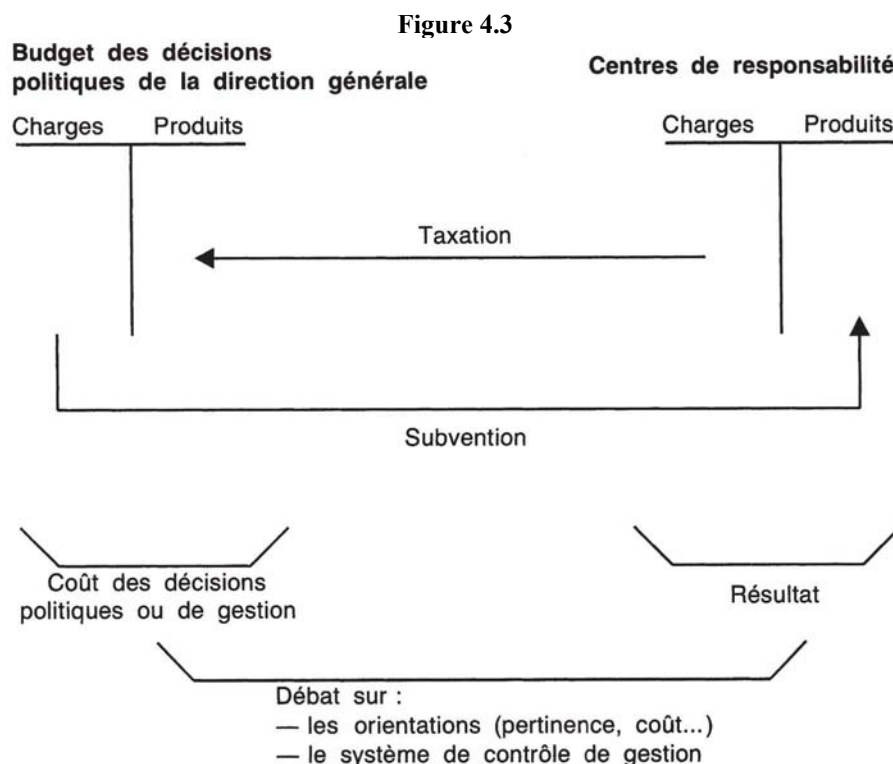 Figure 4.3
Budget des décisions
politiques de la direction générale
Centres de responsabilité
Charges Produits
Charges Produits
Taxation
Subvention
Coût des décisions
politiques ou de gestion
Résultat
Débat sur :
— les orientations (pertinence, coût...)
— le système de contrôle de gestion